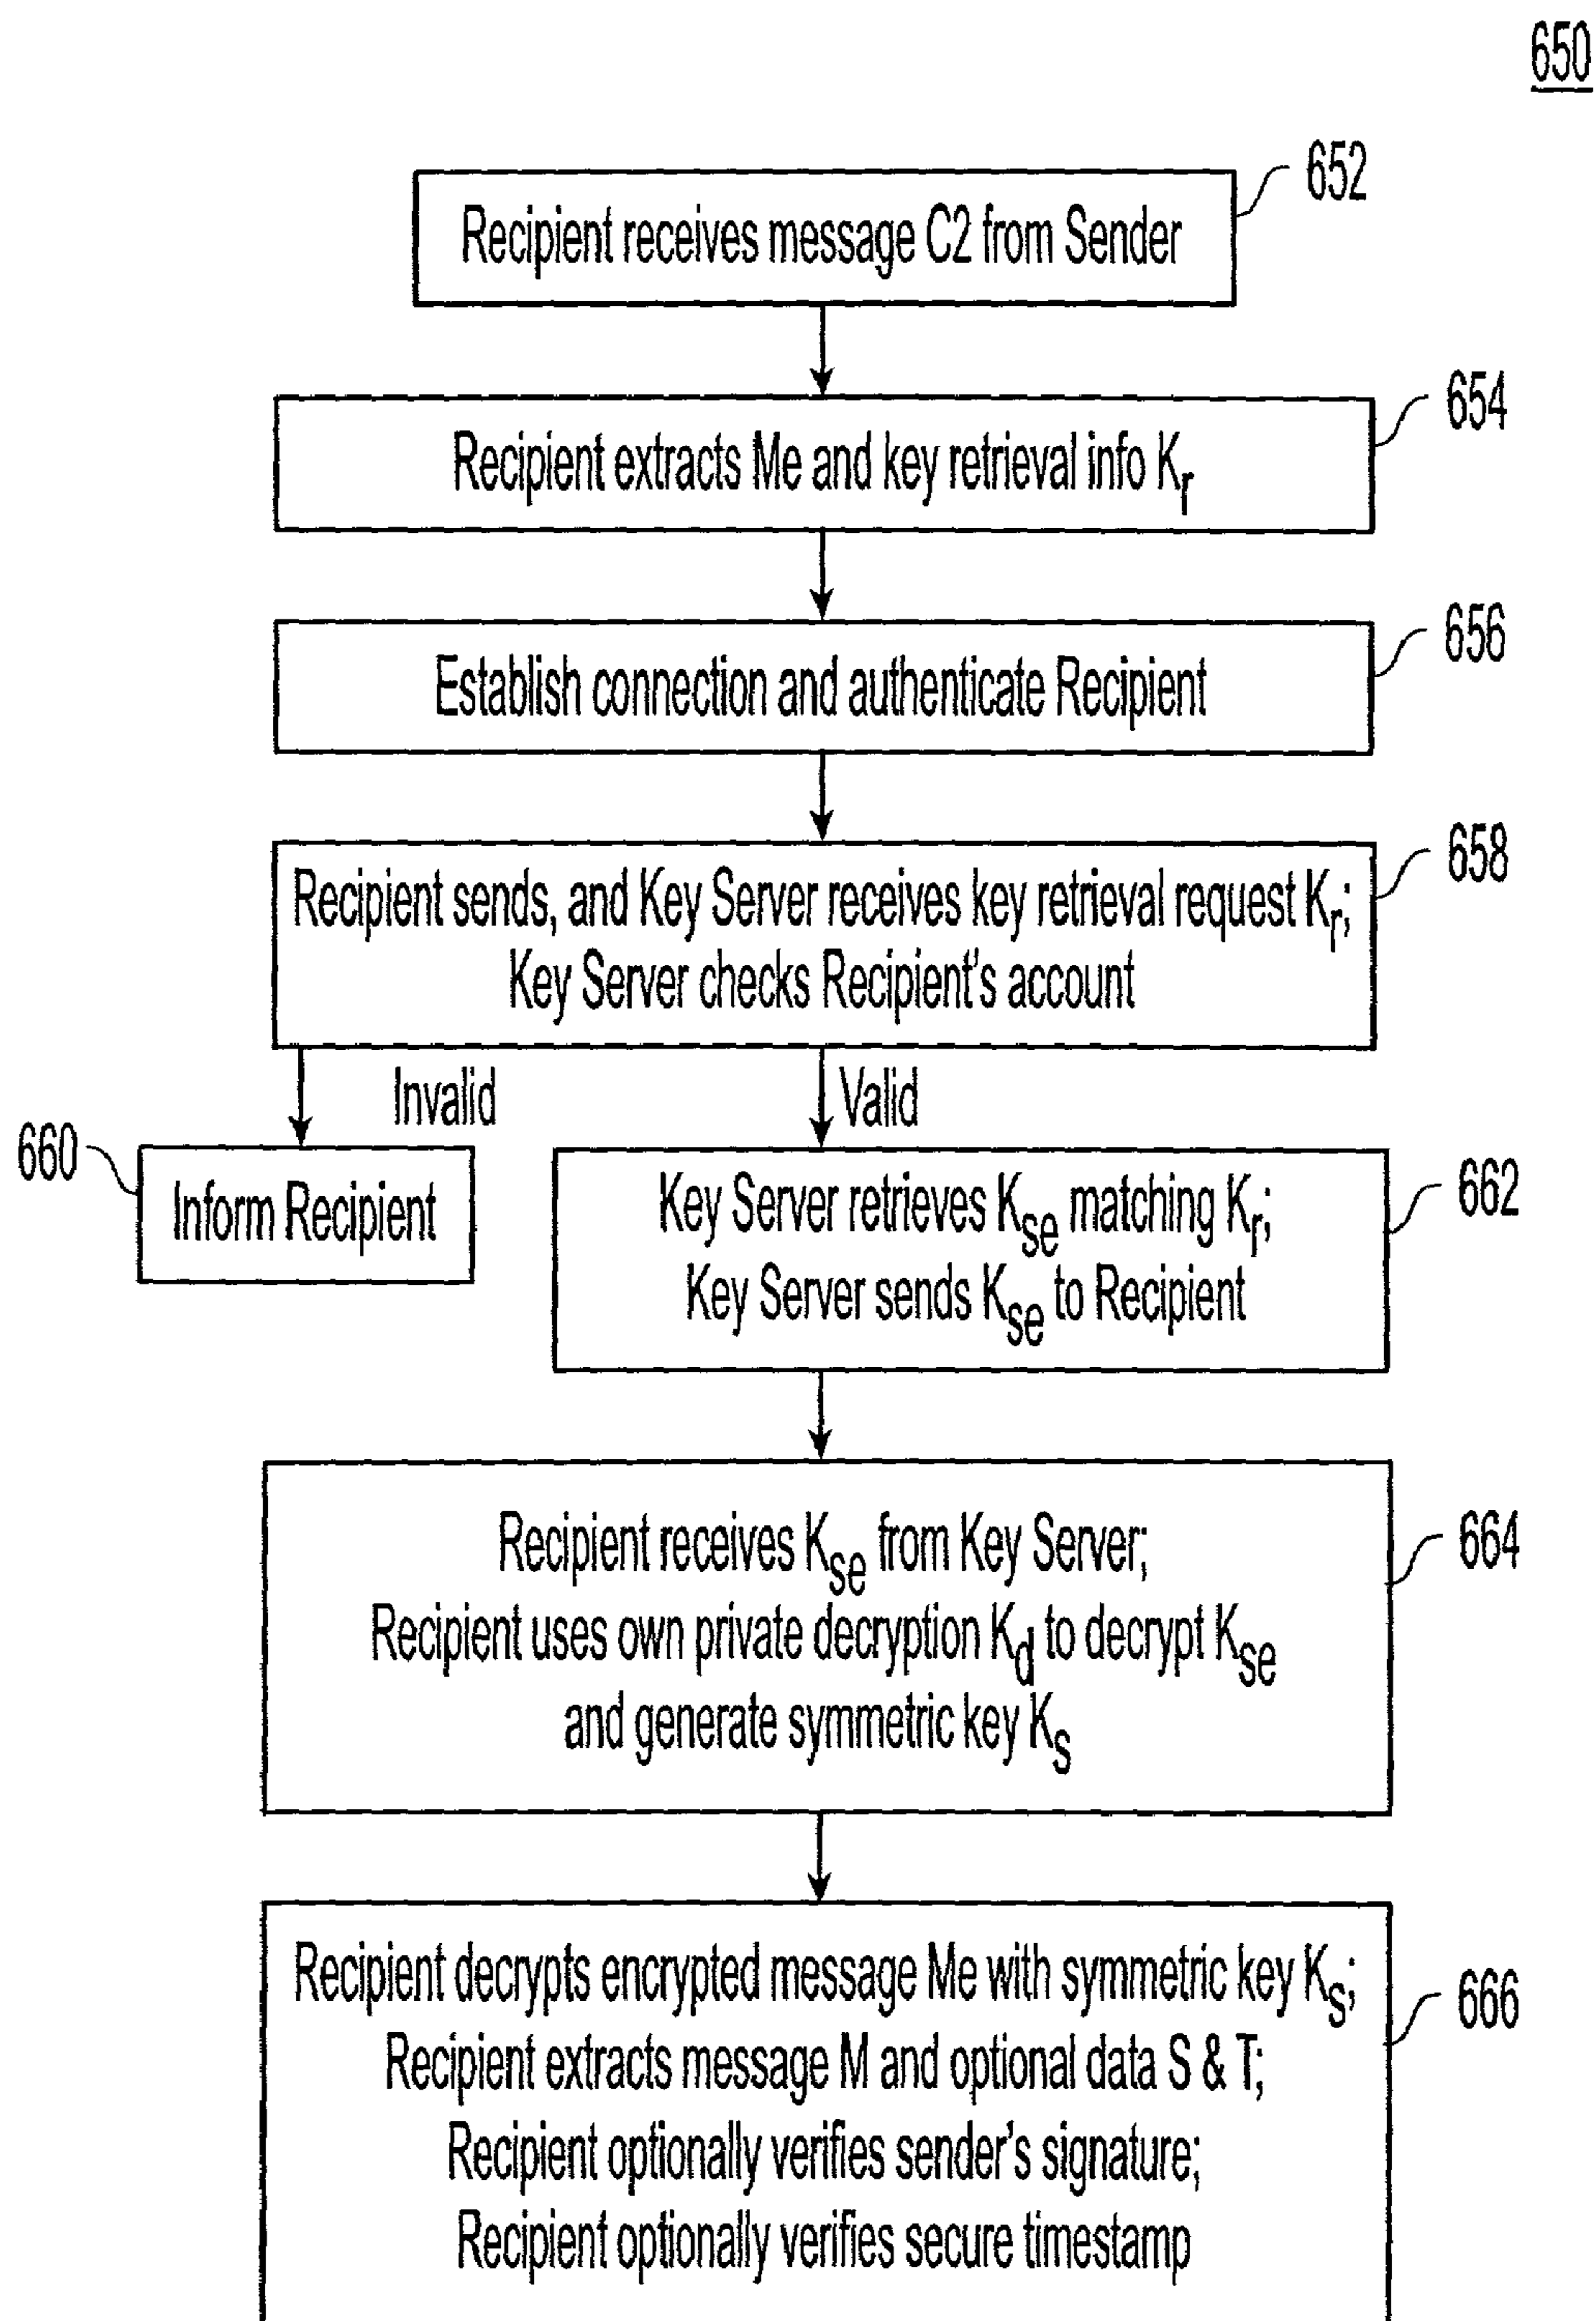 650
652
Recipient receives message C2 from Sender
654
Recipient extracts Me and key retrieval info Kr
656
Establish connection and authenticate Recipient
658
Recipient sends, and Key Server receives key retrieval request Kr;
Key Server checks Recipient's account
Invalid
Valid
660
Inform Recipient
662
Key Server retrieves Kse matching Kr;
Key Server sends Kse to Recipient
664
Recipient receives Kse from Key Server;
Recipient uses own private decryption Kd to decrypt Kse
and generate symmetric key Ks
666
Recipient decrypts encrypted message Me with symmetric key Ks;
Recipient extracts message M and optional data S & T;
Recipient optionally verifies sender's signature;
Recipient optionally verifies secure timestamp